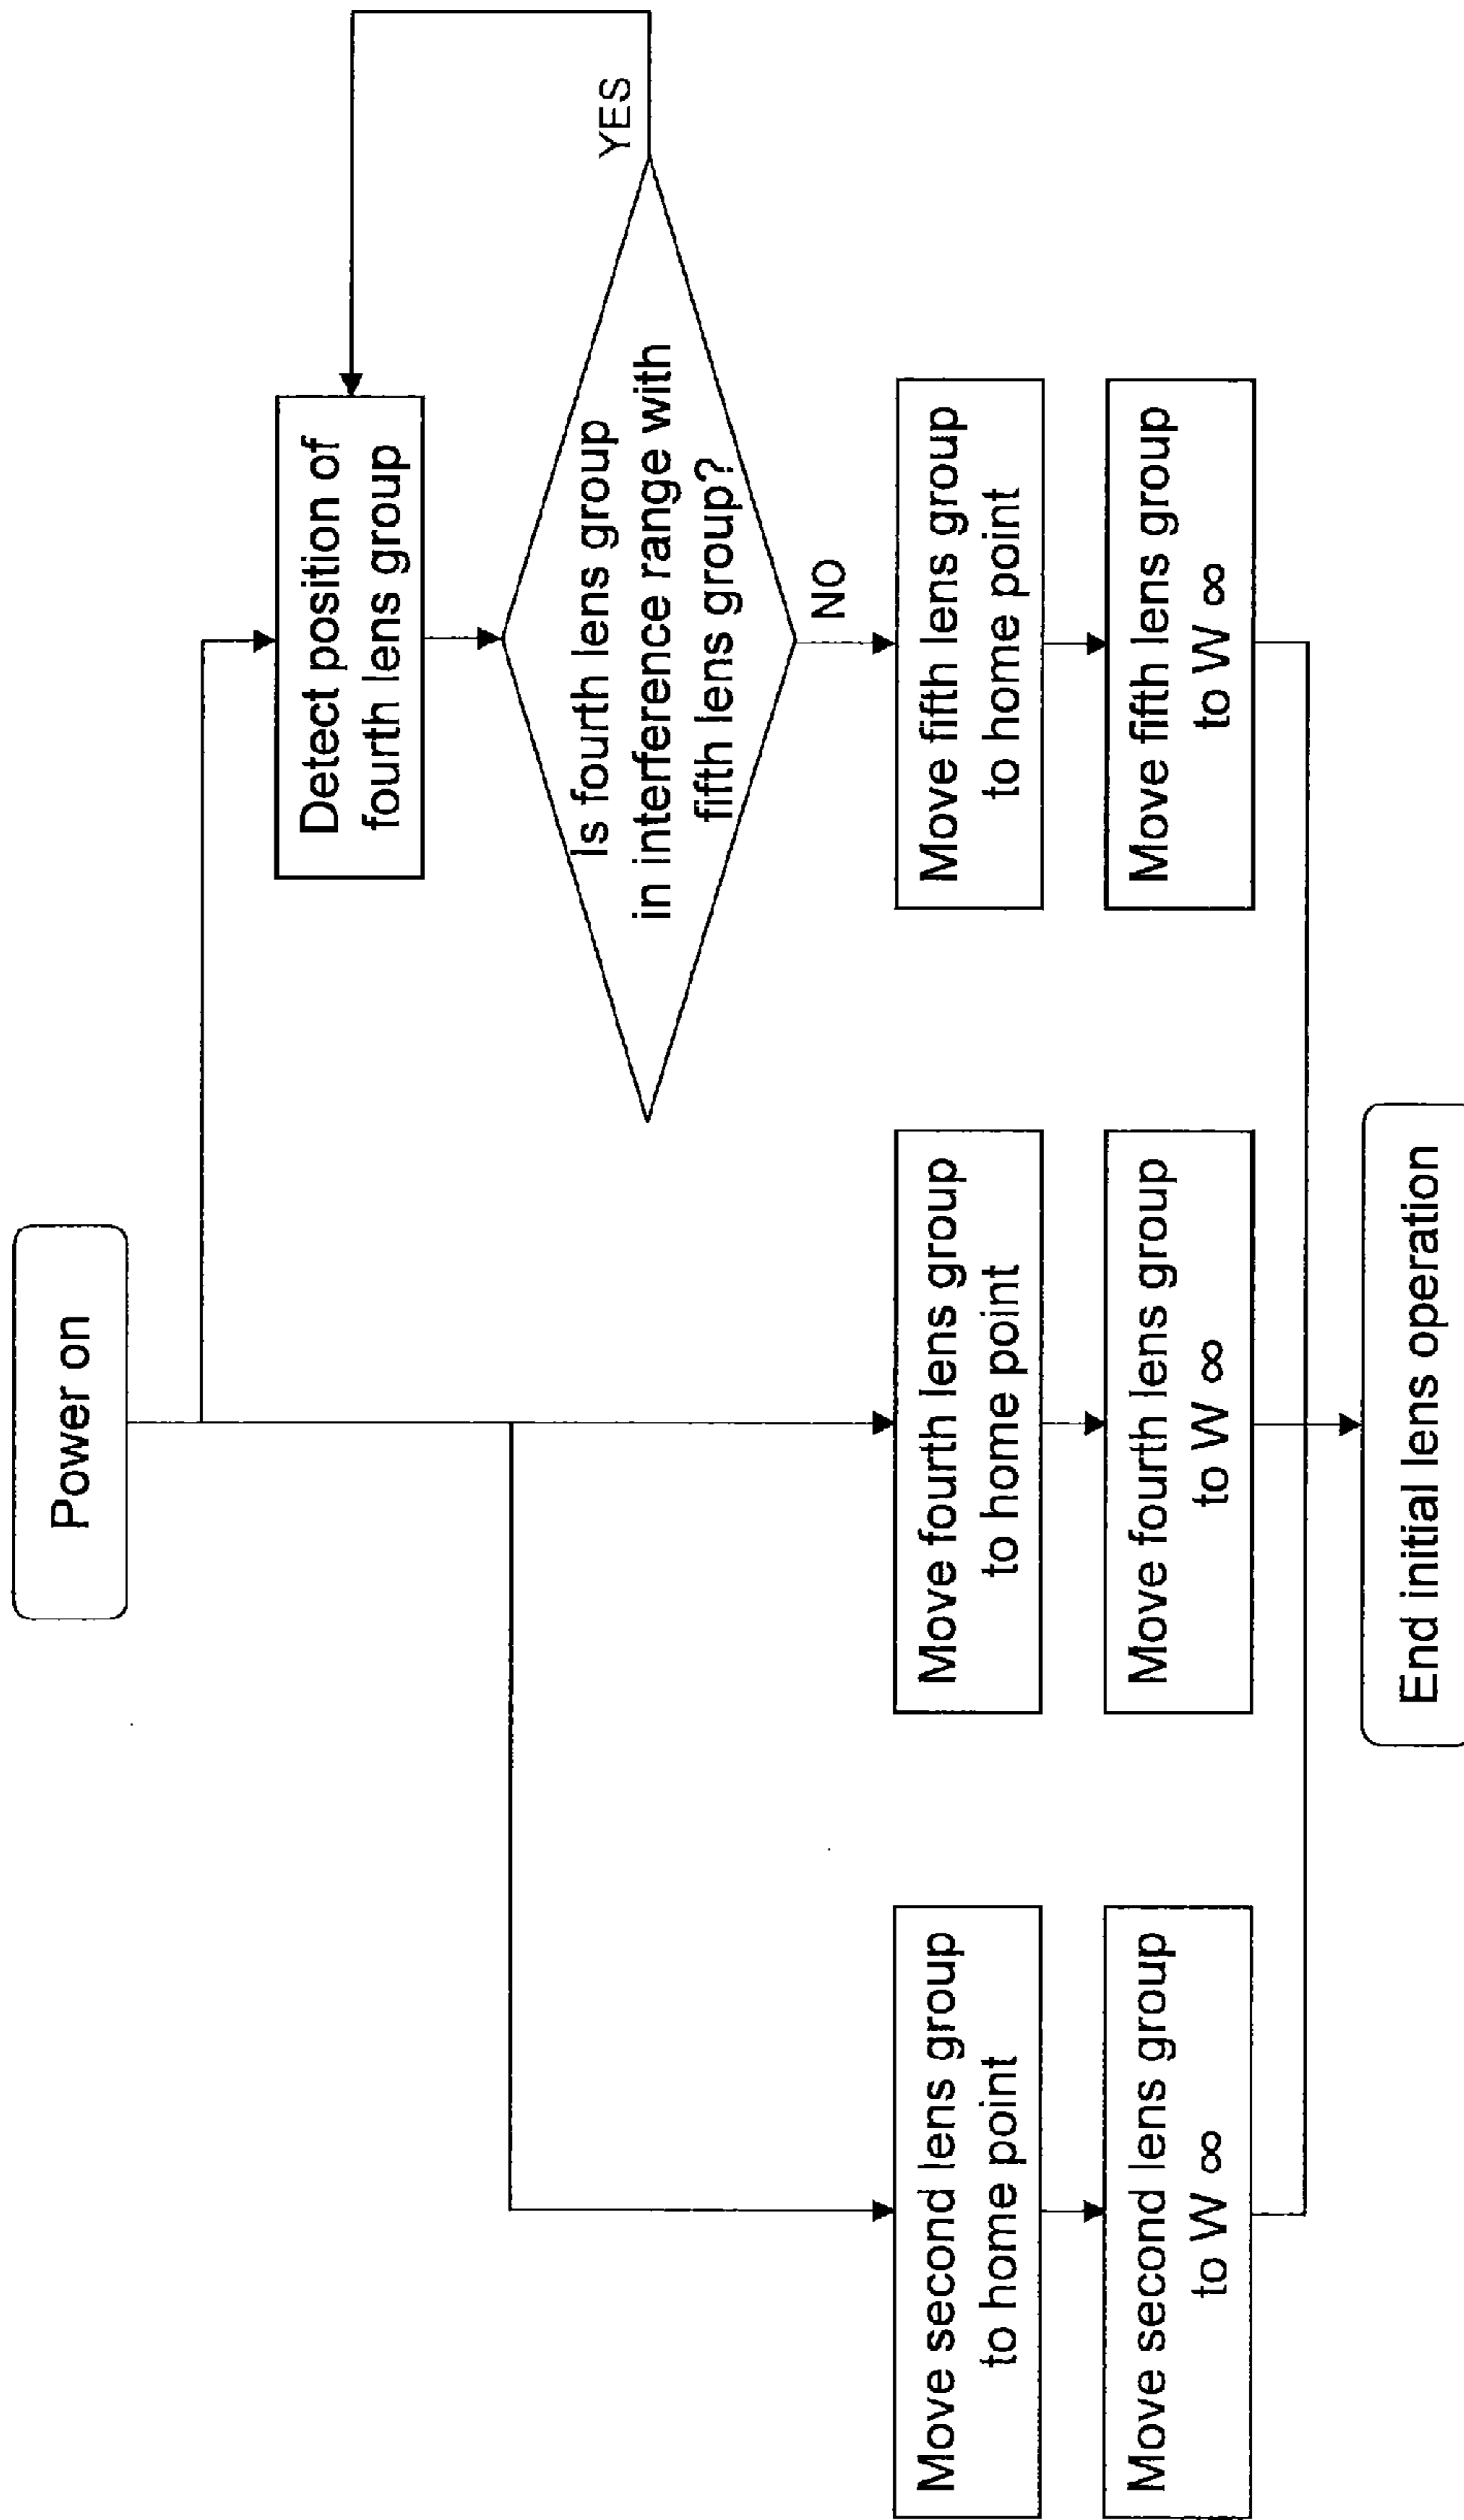 Power on
Detect position of
fourth lens group
Is fourth lens group
in interference range with
fifth lens group?
YES
NO
Move second lens group
to home point
Move fourth lens group
to home point
Move fifth lens group
to home point
Move second lens group
to W ∞
Move fourth lens group
to W ∞
Move fifth lens group
to W ∞
End initial lens operation